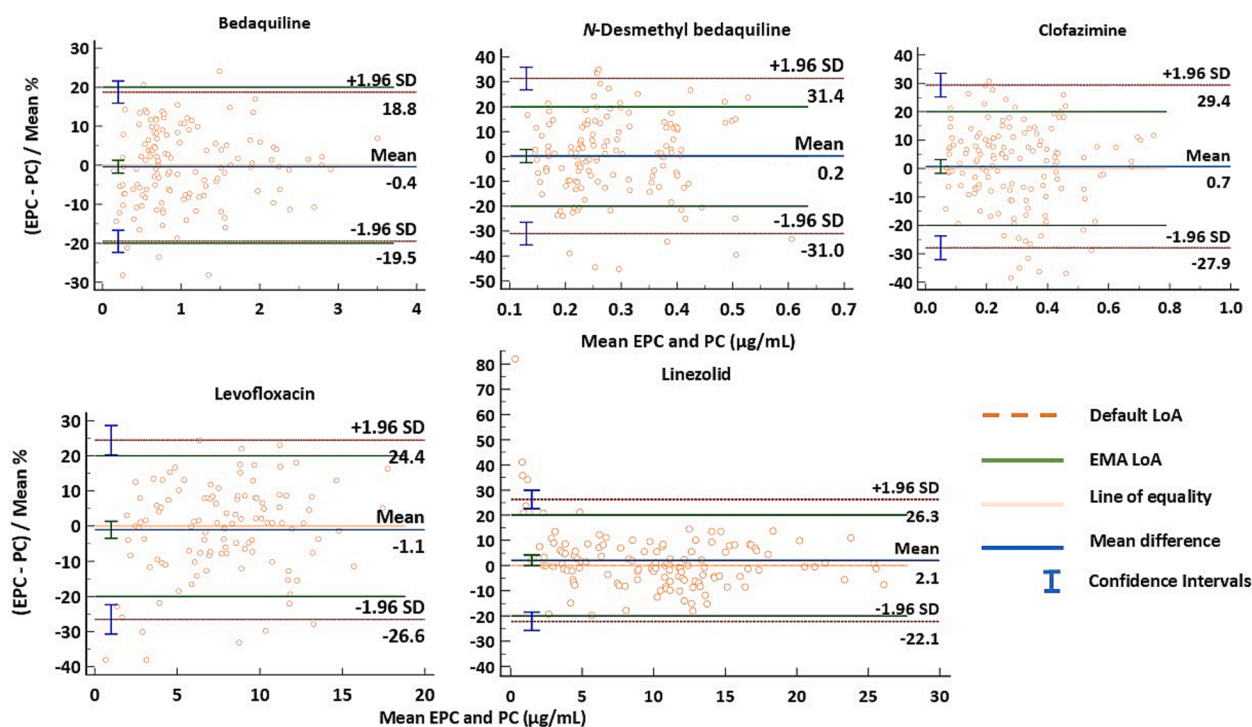 Bedaquiline
(EPC - PC) / Mean %
30
20
10
0
-10
-20
-30
+1.96 SD
18.8
Mean
-0.4
-1.96 SD
-19.5
0 1 2 3 4
N-Desmethyl bedaquiline
40
30
20
10
0
-10
-20
-30
-40
-50
+1.96 SD
31.4
Mean
0.2
-1.96 SD
-31.0
0.1 0.2 0.3 0.4 0.5 0.6 0.7
Clofazimine
40
30
20
10
0
-10
-20
-30
-40
+1.96 SD
29.4
Mean
0.7
-1.96 SD
-27.9
0.0 0.2 0.4 0.6 0.8 1.0
Mean EPC and PC (µg/mL)
Levofloxacin
(EPC - PC) / Mean %
30
20
10
0
-10
-20
-30
-40
+1.96 SD
24.4
Mean
-1.1
-1.96 SD
-26.6
0 5 10 15 20
Linezolid
80
70
60
50
40
30
20
10
0
-10
-20
-30
-40
+1.96 SD
26.3
Mean
2.1
-1.96 SD
-22.1
0 5 10 15 20 25 30
Mean EPC and PC (µg/mL)
Default LoA
EMA LoA
Line of equality
Mean difference
Confidence Intervals